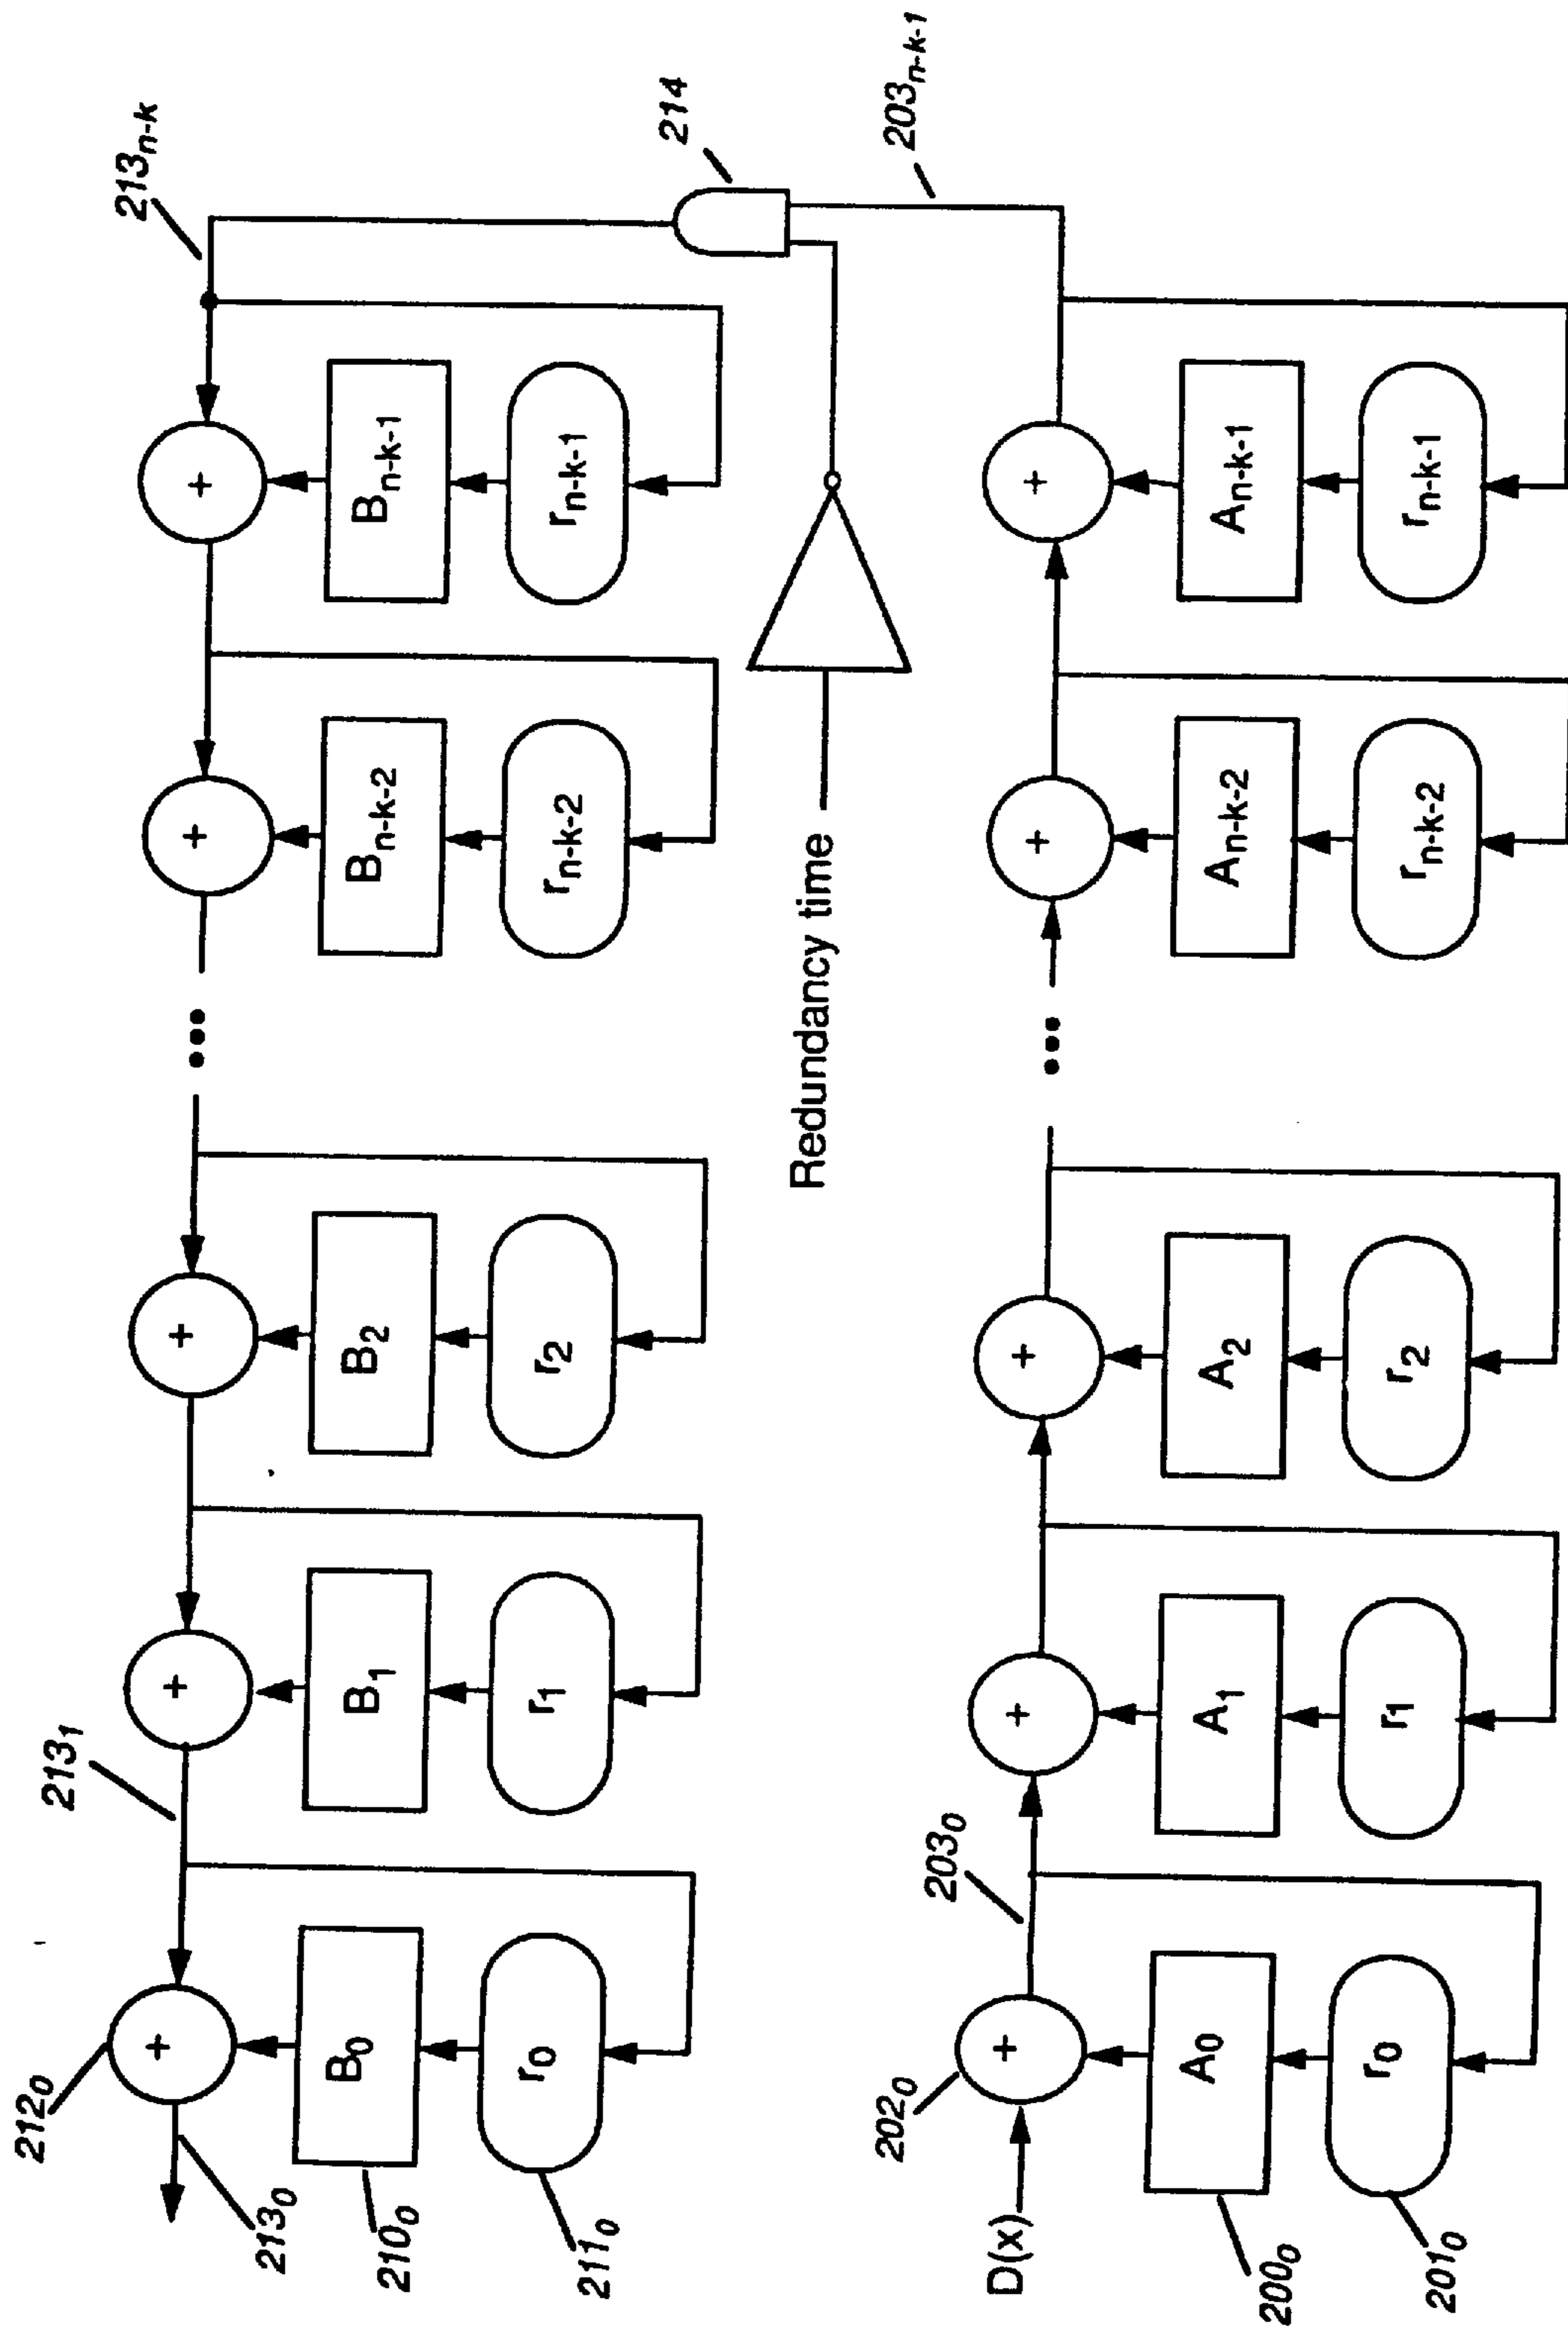 212₀
213₁
213ₙ₋ₖ
+
+
+
•••
+
+
213₀
B₀
B₁
B₂
Bₙ₋ₖ₋₂
Bₙ₋ₖ₋₁
210₀
r₀
r₁
r₂
rₙ₋ₖ₋₂
rₙ₋ₖ₋₁
211₀
214
Redundancy time
203ₙ₋ₖ₋₁
202₀
203₀
D(x)
+
+
+
•••
+
+
A₀
A₁
A₂
Aₙ₋ₖ₋₂
Aₙ₋ₖ₋₁
200₀
r₀
r₁
r₂
rₙ₋ₖ₋₂
rₙ₋ₖ₋₁
201₀